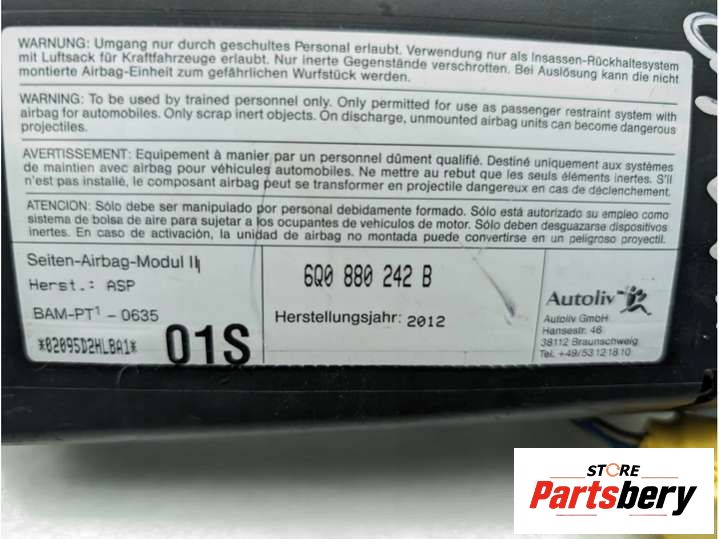 WARNUNG: Umgang nur durch geschultes Personal erlaubt. Verwendung nur als Insassen-Rückhaltesystem
mit Luftsack für Kraftfahrzeuge erlaubt. Nur inerte Gegenstände verschrotten. Bei Auslösung kann die nicht
montierte Airbag-Einheit zum gefährlichen Wurfstück werden.
WARNING: To be used by trained personnel only. Only permitted for use as passenger restraint system with
airbag for automobiles. Only scrap inert objects. On discharge, unmounted airbag units can become dangerous
projectiles.
AVERTISSEMENT: Equipement à manier par un personnel dûment qualifié. Destiné uniquement aux systèmes
de maintien avec airbag pour véhicules automobiles. Ne mettre au rebut que les seuls éléments inertes. S'il
n'est pas installé, le composant airbag peut se transformer en projectile dangereux en cas de déclenchement.
ATENCION: Sólo debe ser manipulado por personal debidamente formado. Sólo está autorizado su empleo como
sistema de bolsa de aire para sujetar a los ocupantes de vehículos de motor. Sólo deben desguazarse dispositivos
inertes. En caso de activación, la unidad de airbag no montada puede convertirse en un peligroso proyectil.
Seiten-Airbag-Modul II
Herst.: ASP
BAM-PT¹ - 0635
*02095D2HL8A1* 01S
6Q0 880 242 B
Herstellungsjahr: 2012
Autoliv
Autoliv GmbH
Hansestr. 46
38112 Braunschweig
Tel. +49/53 121810
STORE
Partsbery